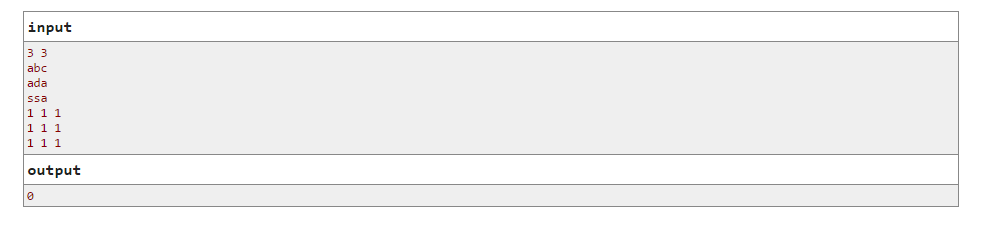 input
3 3
abc
ada
ssa
1 1 1
1 1 1
1 1 1
output
0